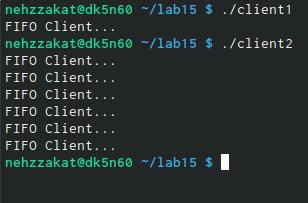 nehzzakat@dk5n60 ~/lab15 $ ./client1
FIFO Client...
nehzzakat@dk5n60 ~/lab15 $ ./client2
FIFO Client...
FIFO Client...
FIFO Client...
FIFO Client...
FIFO Client...
FIFO Client...
nehzzakat@dk5n60 ~/lab15 $